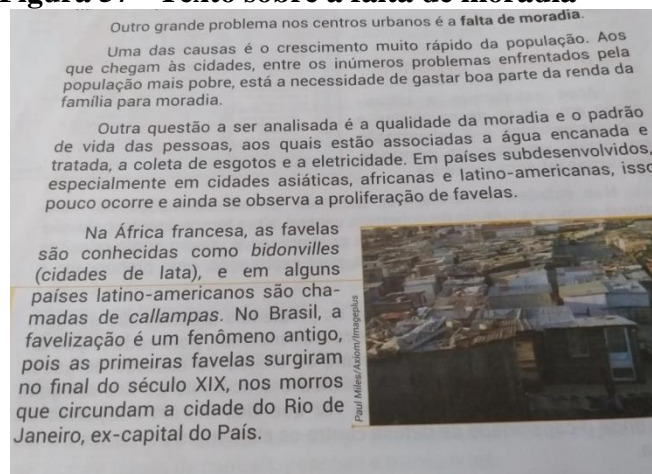 Figura 37 – Texto sobre a falta de moradia
Outro grande problema nos centros urbanos é a falta de moradia.
Uma das causas é o crescimento muito rápido da população. Aos
que chegam às cidades, entre os inúmeros problemas enfrentados pela
população mais pobre, está a necessidade de gastar boa parte da renda da
família para moradia.
Outra questão a ser analisada é a qualidade da moradia e o padrão
de vida das pessoas, aos quais estão associadas a água encanada e
tratada, a coleta de esgotos e a eletricidade. Em países subdesenvolvidos,
especialmente em cidades asiáticas, africanas e latino-americanas, isso
pouco ocorre e ainda se observa a proliferação de favelas.
Na África francesa, as favelas
são conhecidas como bidonvilles
(cidades de lata), e em alguns
países latino-americanos são cha-
madas de callampas. No Brasil, a
favelização é um fenômeno antigo,
pois as primeiras favelas surgiram
no final do século XIX, nos morros
que circundam a cidade do Rio de
Janeiro, ex-capital do País.
Paul Miles/Axiom/Imageplus